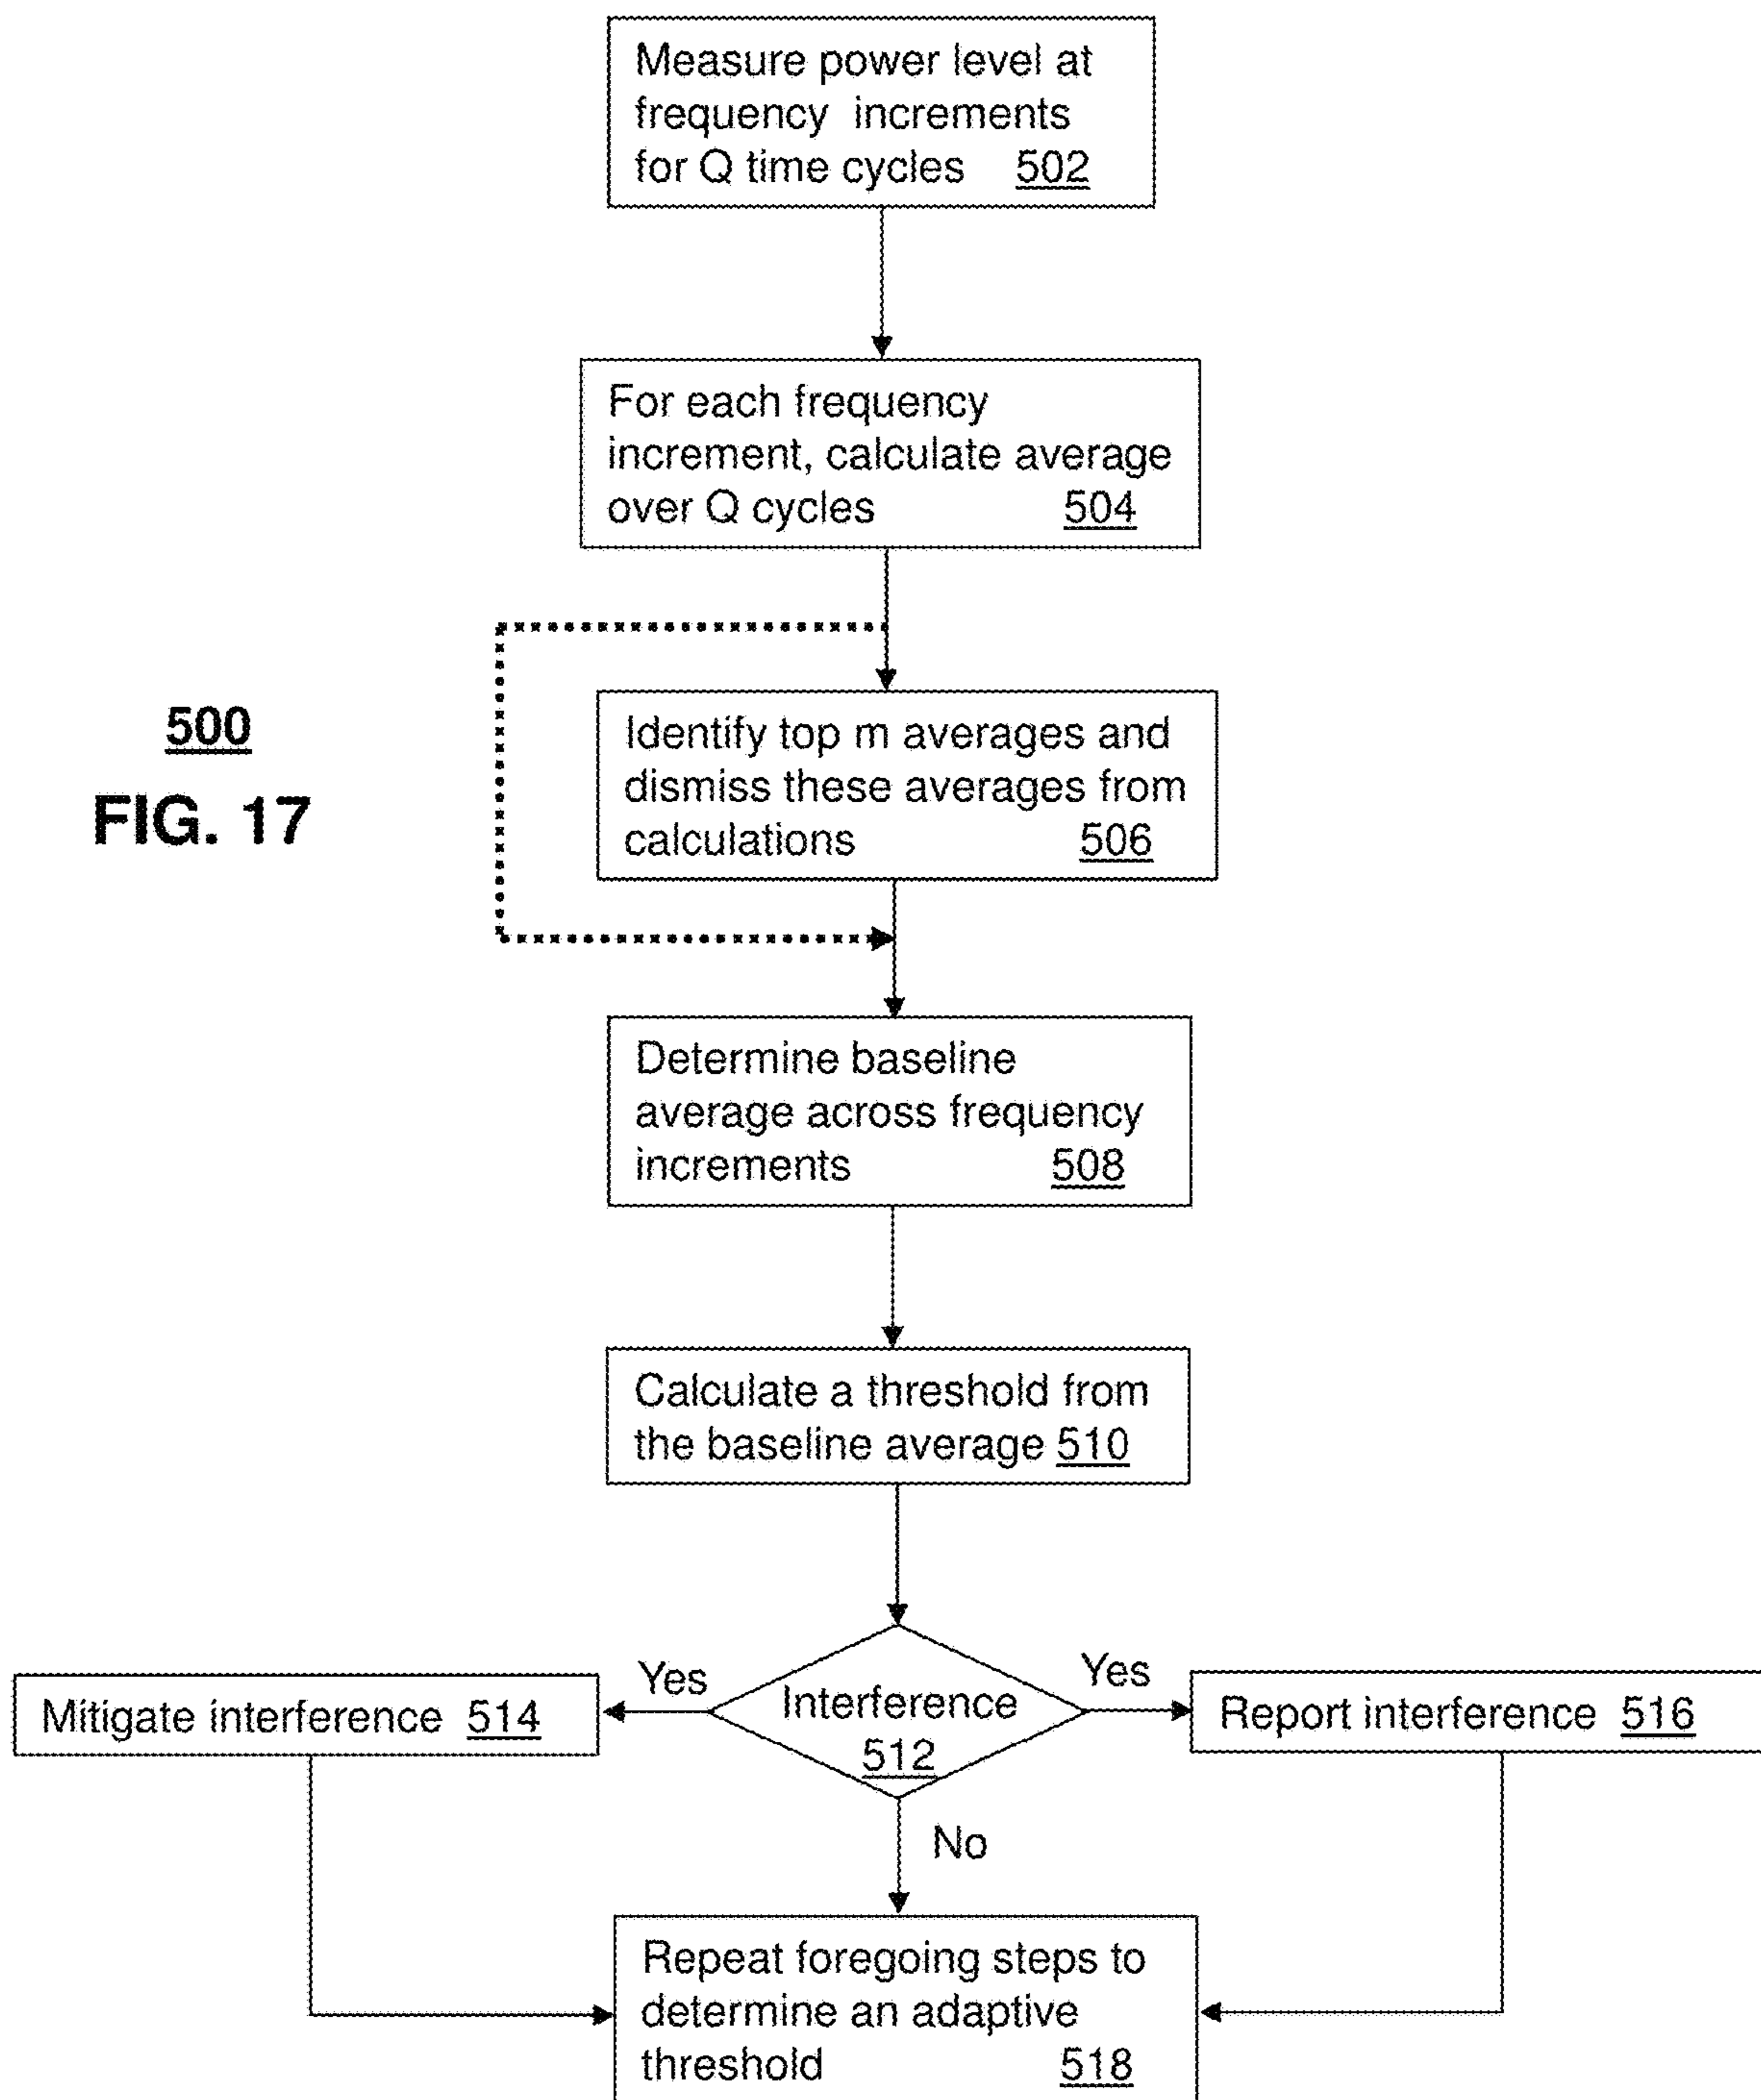 Measure power level at
frequency increments
for Q time cycles 502
For each frequency
increment, calculate average
over Q cycles 504
500
FIG. 17
Identify top m averages and
dismiss these averages from
calculations 506
Determine baseline
average across frequency
increments 508
Calculate a threshold from
the baseline average 510
Yes
Yes
Mitigate interference 514
Interference
512
Report interference 516
No
Repeat foregoing steps to
determine an adaptive
threshold 518